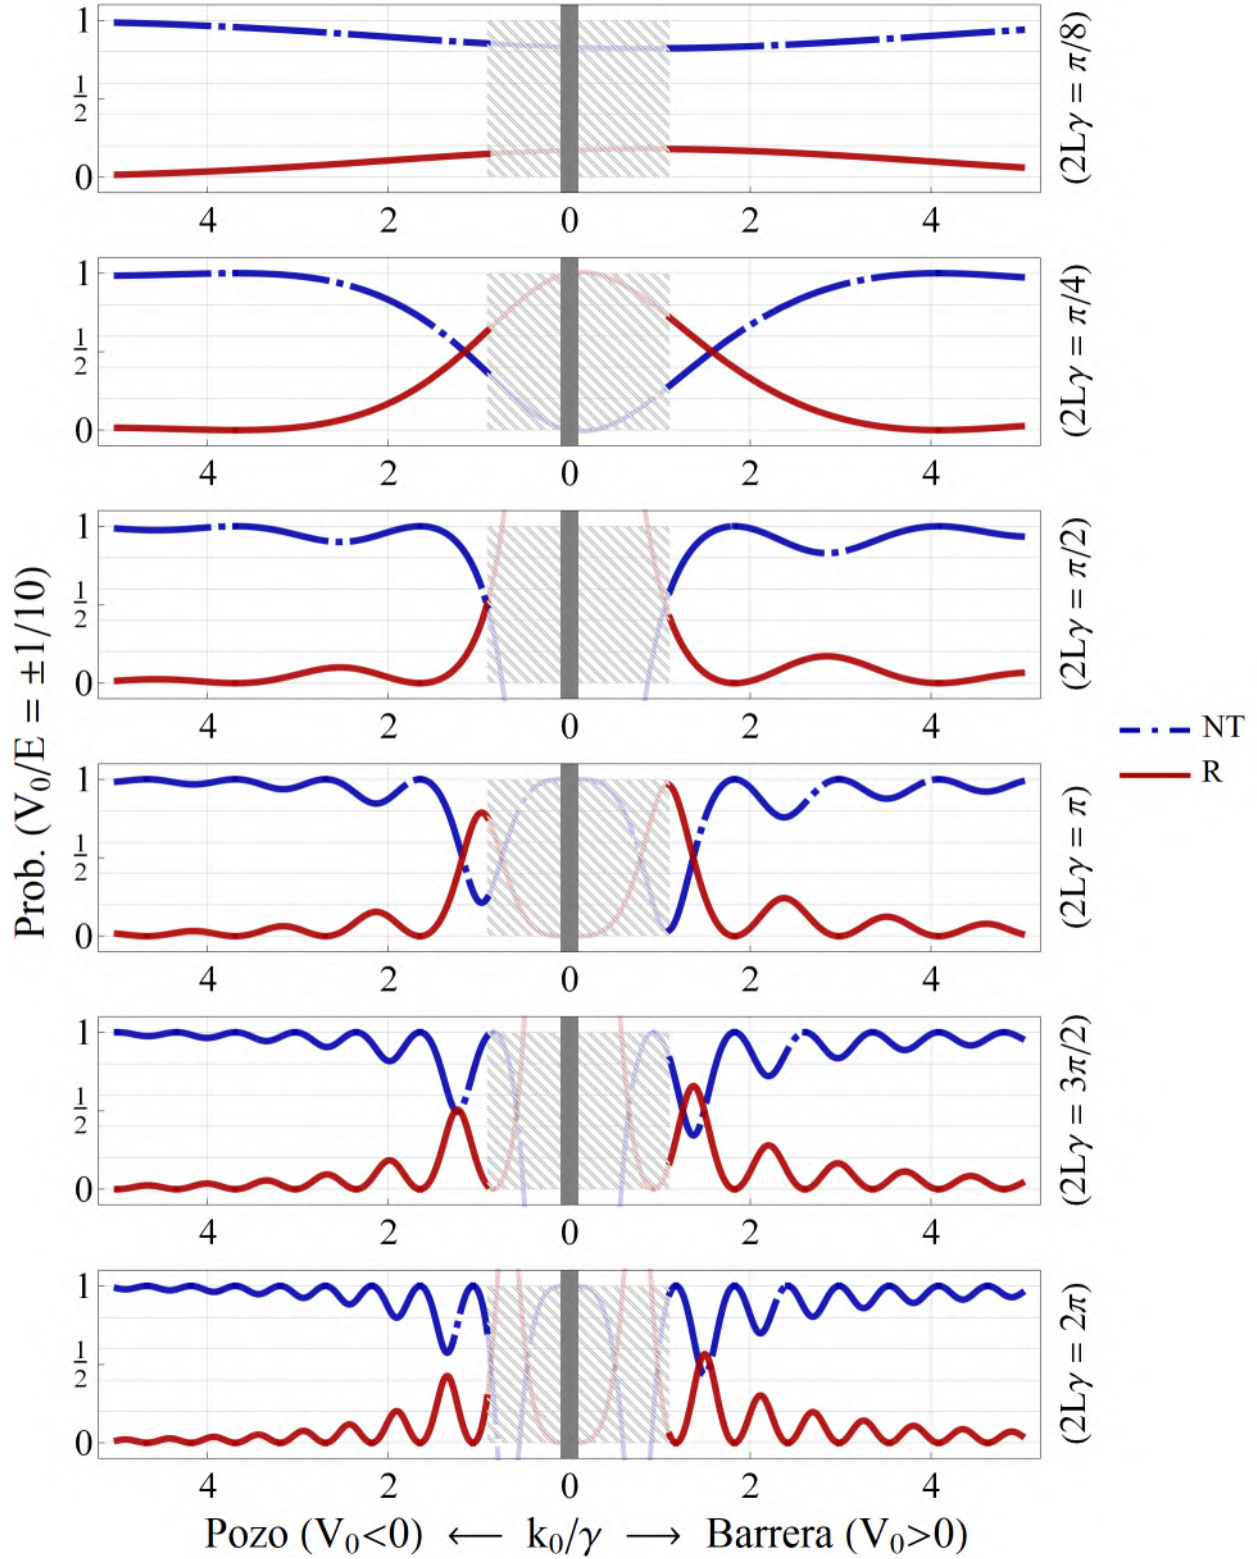 1
1/2
0
4 2 0 2 4
(2Lγ = π/8)
1
1/2
0
4 2 0 2 4
(2Lγ = π/4)
1
1/2
0
4 2 0 2 4
(2Lγ = π/2)
Prob. (V₀/E = ±1/10)
NT
R
1
1/2
0
4 2 0 2 4
(2Lγ = π)
1
1/2
0
4 2 0 2 4
(2Lγ = 3π/2)
1
1/2
0
4 2 0 2 4
(2Lγ = 2π)
Pozo (V₀<0) ⟵ k₀/γ ⟶ Barrera (V₀>0)